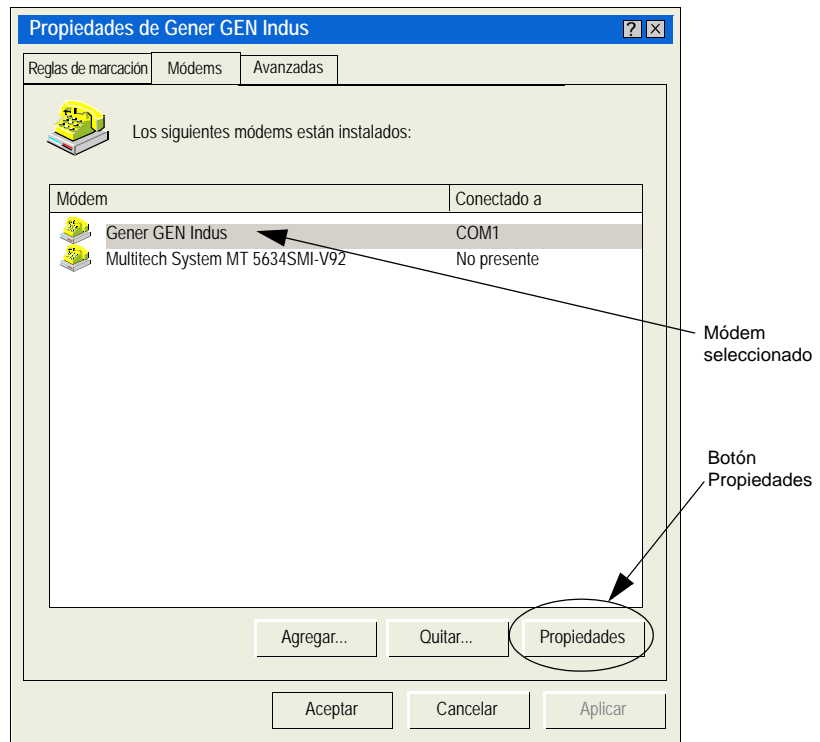 Propiedades de Gener GEN Indus
Reglas de marcación Módems Avanzadas
Los siguientes módems están instalados:
Módem Conectado a
Gener GEN Indus COM1
Multitech System MT 5634SMI-V92 No presente
Módem
seleccionado
Botón
Propiedades
Agregar... Quitar... Propiedades
Aceptar Cancelar Aplicar